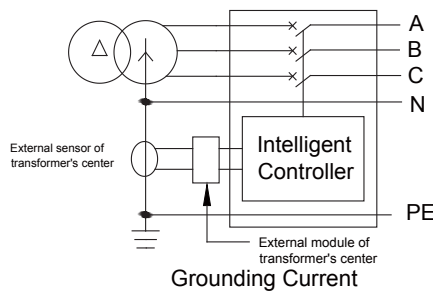 A
B
C
N
External sensor of
transformer's center
Intelligent
Controller
PE
External module of
transformer's center
Grounding Current